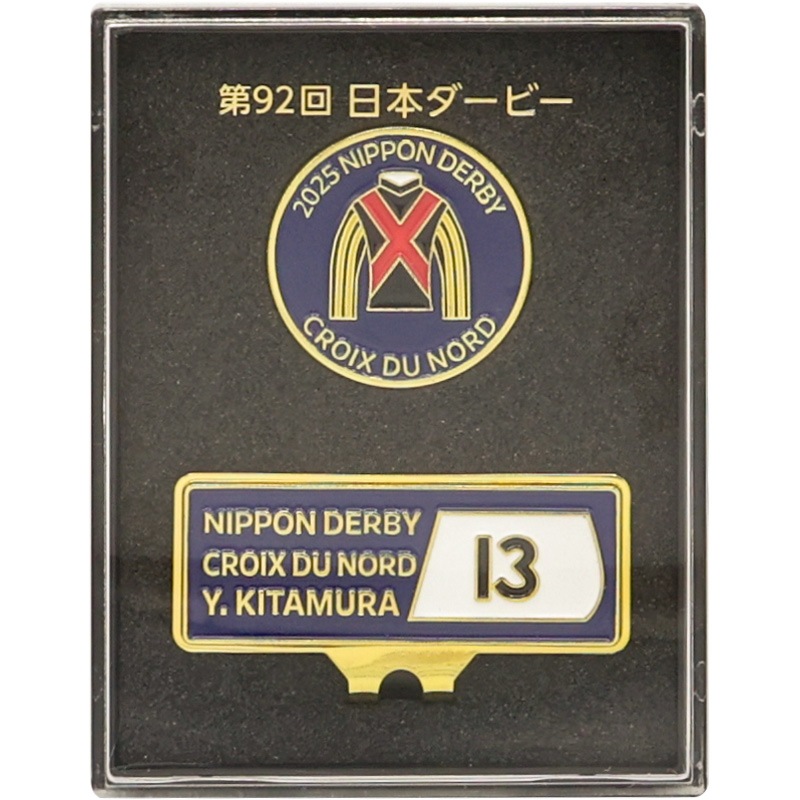 第92回 日本ダービー
2025 NIPPON DERBY
CROIX DU NORD
NIPPON DERBY
CROIX DU NORD
Y. KITAMURA
13